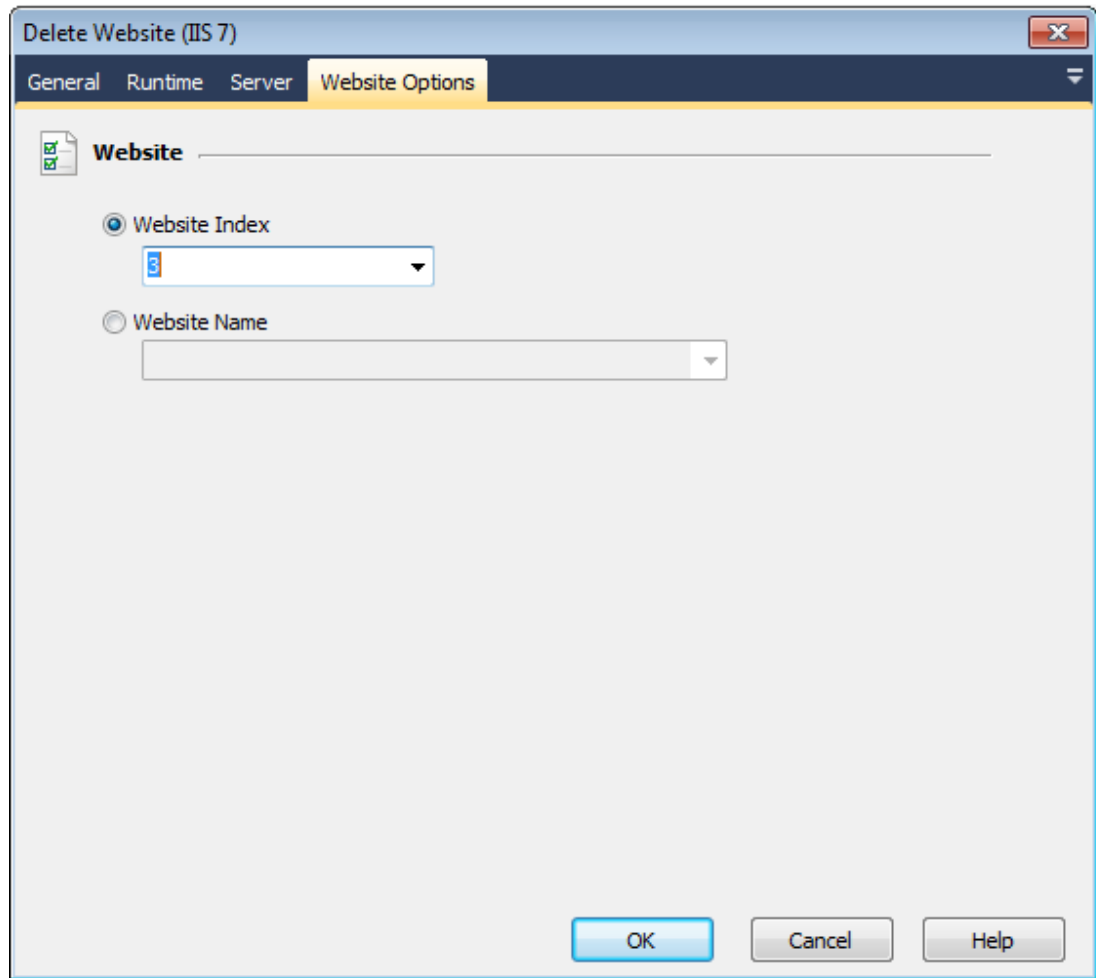 Delete Website (IIS 7)
General Runtime Server Website Options
Website
Website Index
3
Website Name
OK Cancel Help